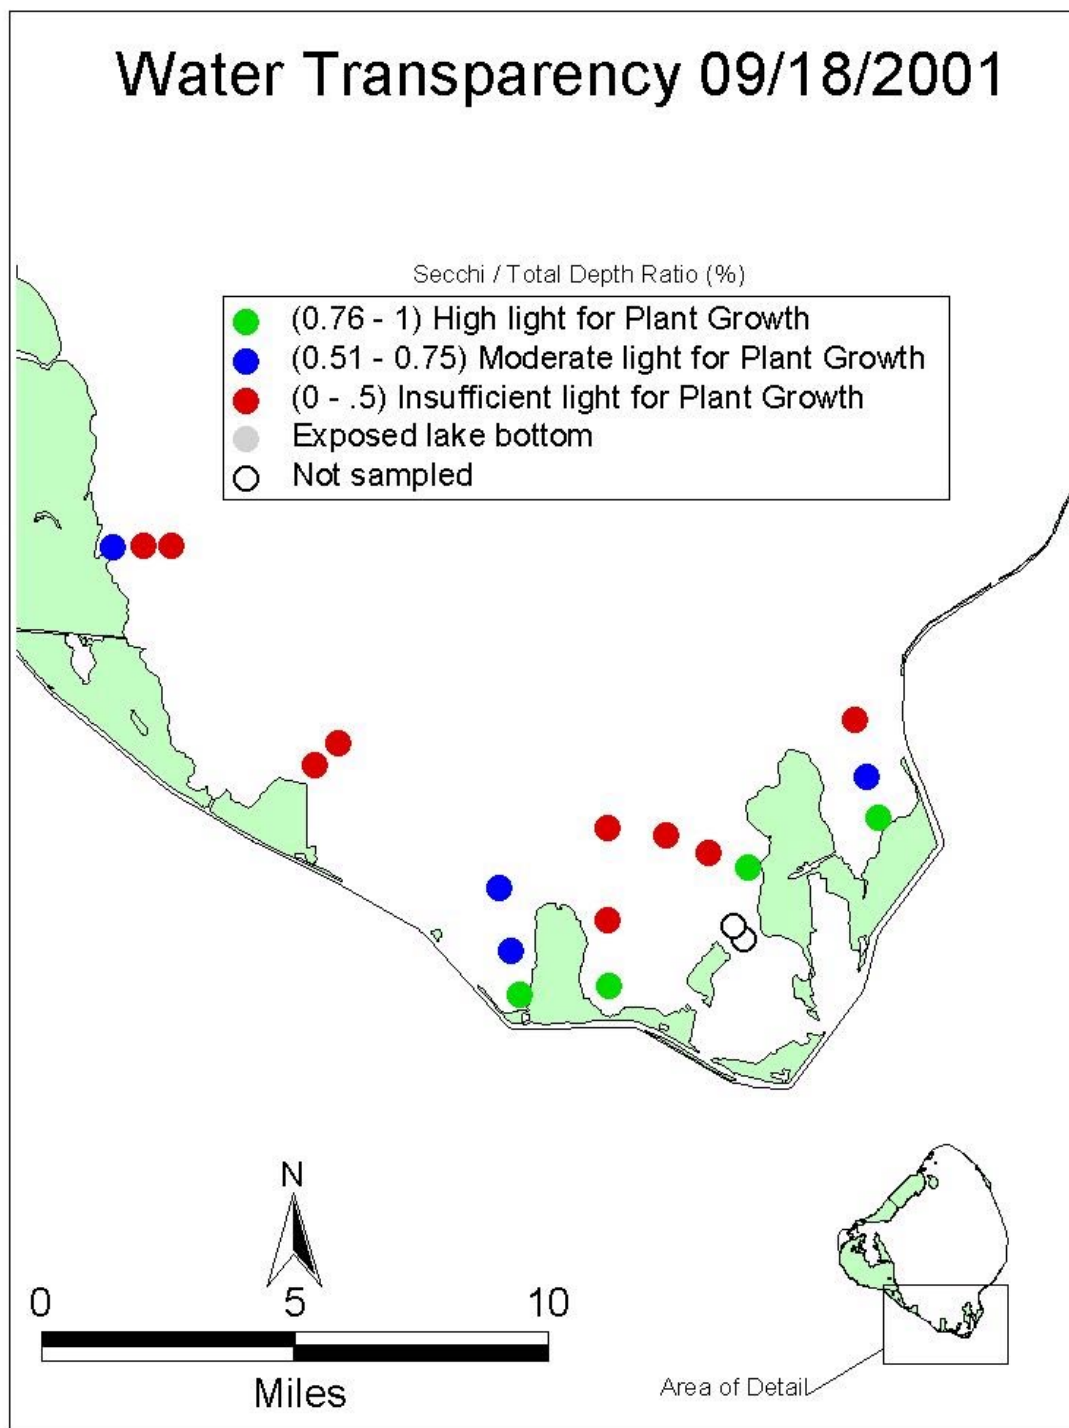 Water Transparency 09/18/2001
Secchi / Total Depth Ratio (%)
(0.76 - 1) High light for Plant Growth
(0.51 - 0.75) Moderate light for Plant Growth
(0 - .5) Insufficient light for Plant Growth
Exposed lake bottom
Not sampled
N
0 5 10
Miles
Area of Detail